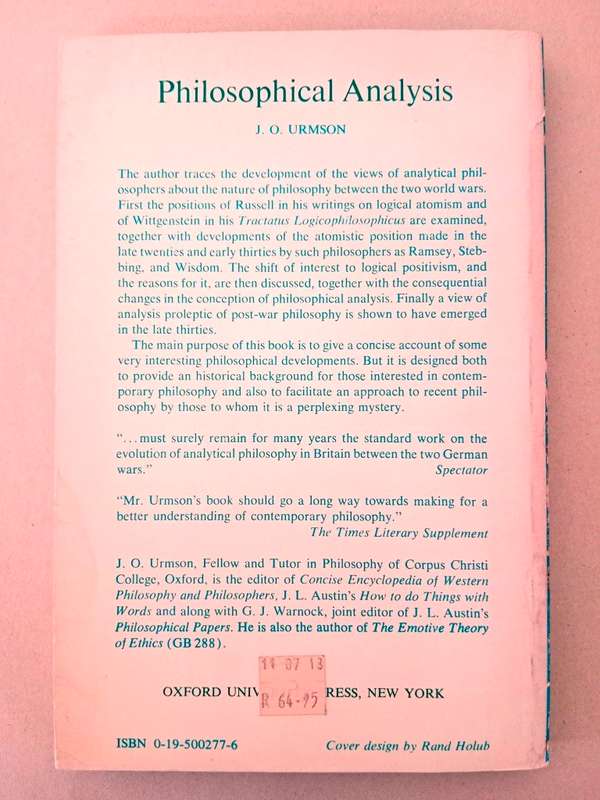 Philosophical Analysis
J. O. URMSON
The author traces the development of the views of analytical phil-
osophers about the nature of philosophy between the two world wars.
First the positions of Russell in his writings on logical atomism and
of Wittgenstein in his Tractatus Logicophilosophicus are examined,
together with developments of the atomistic position made in the
late twenties and early thirties by such philosophers as Ramsey, Steb-
bing, and Wisdom. The shift of interest to logical positivism, and
the reasons for it, are then discussed, together with the consequential
changes in the conception of philosophical analysis. Finally a view of
analysis proleptic of post-war philosophy is shown to have emerged
in the late thirties.
The main purpose of this book is to give a concise account of some
very interesting philosophical developments. But it is designed both
to provide an historical background for those interested in contem-
porary philosophy and also to facilitate an approach to recent phil-
osophy by those to whom it is a perplexing mystery.
"...must surely remain for many years the standard work on the
evolution of analytical philosophy in Britain between the two German
wars." Spectator
"Mr. Urmson's book should go a long way towards making for a
better understanding of contemporary philosophy."
The Times Literary Supplement
J. O. Urmson, Fellow and Tutor in Philosophy of Corpus Christi
College, Oxford, is the editor of Concise Encyclopedia of Western
Philosophy and Philosophers, J. L. Austin's How to do Things with
Words and along with G. J. Warnock, joint editor of J. L. Austin's
Philosophical Papers. He is also the author of The Emotive Theory
of Ethics (GB 288).
11 07 13
OXFORD UNIV RESS, NEW YORK
R 64-95
ISBN 0-19-500277-6 Cover design by Rand Holub